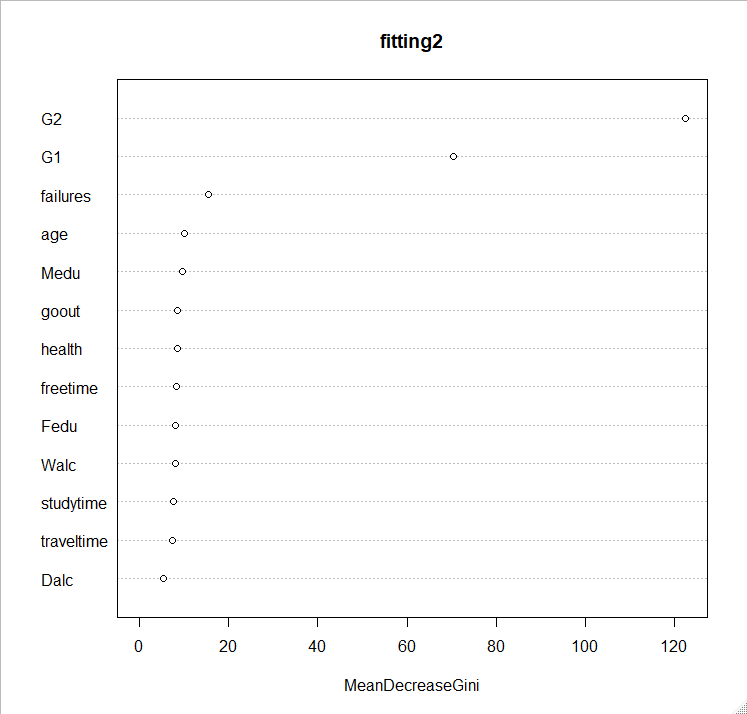 fitting2
G2
G1
failures
age
Medu
goout
health
freetime
Fedu
Walc
studytime
traveltime
Dalc
0 20 40 60 80 100 120
MeanDecreaseGini